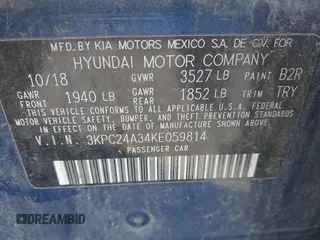 MFD. BY KIA MOTORS MEXICO S.A. DE C.V. FOR
HYUNDAI MOTOR COMPANY
10/18 GVWR 3527 LB PAINT B2R
GAWR FRONT 1940 LB GAWR REAR 1852 LB TRIM TRY
THIS VEHICLE CONFORMS TO ALL APPLICABLE
FEDERAL MOTOR VEHICLE SAFETY, BUMPER, AND
THEFT PREVENTION STANDARDS IN EFFECT ON
THE DATE OF MANUFACTURE SHOWN ABOVE.
V.I.N. 3KPC24A34KE059814
PASSENGER CAR
DREAMBID